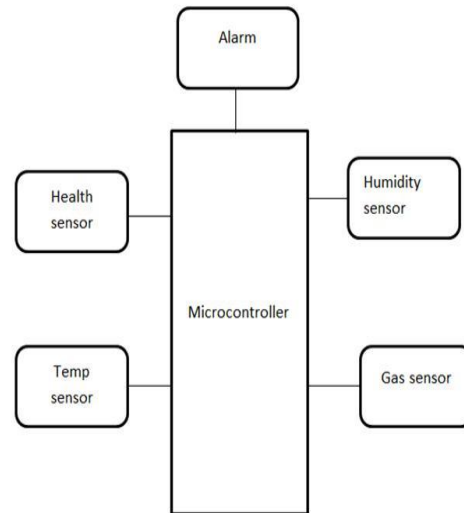 Alarm
Health
sensor
Humidity
sensor
Microcontroller
Temp
sensor
Gas sensor